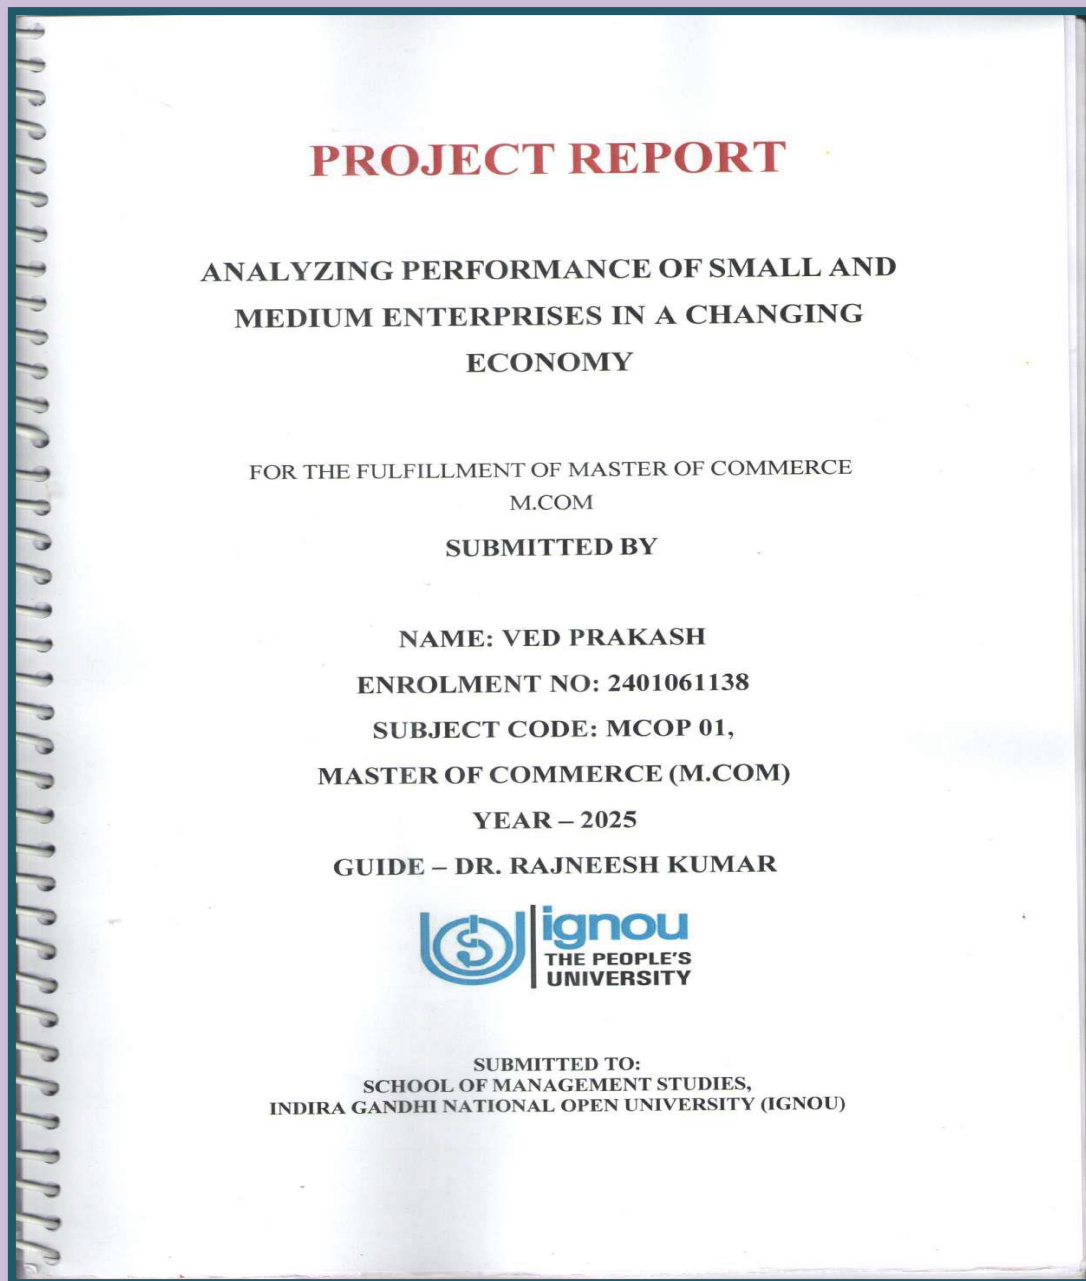 PROJECT REPORT
ANALYZING PERFORMANCE OF SMALL AND
MEDIUM ENTERPRISES IN A CHANGING
ECONOMY
FOR THE FULFILLMENT OF MASTER OF COMMERCE
M.COM
SUBMITTED BY
NAME: VED PRAKASH
ENROLMENT NO: 2401061138
SUBJECT CODE: MCOP 01,
MASTER OF COMMERCE (M.COM)
YEAR – 2025
GUIDE – DR. RAJNEESH KUMAR
ignou
THE PEOPLE'S
UNIVERSITY
SUBMITTED TO:
SCHOOL OF MANAGEMENT STUDIES,
INDIRA GANDHI NATIONAL OPEN UNIVERSITY (IGNOU)